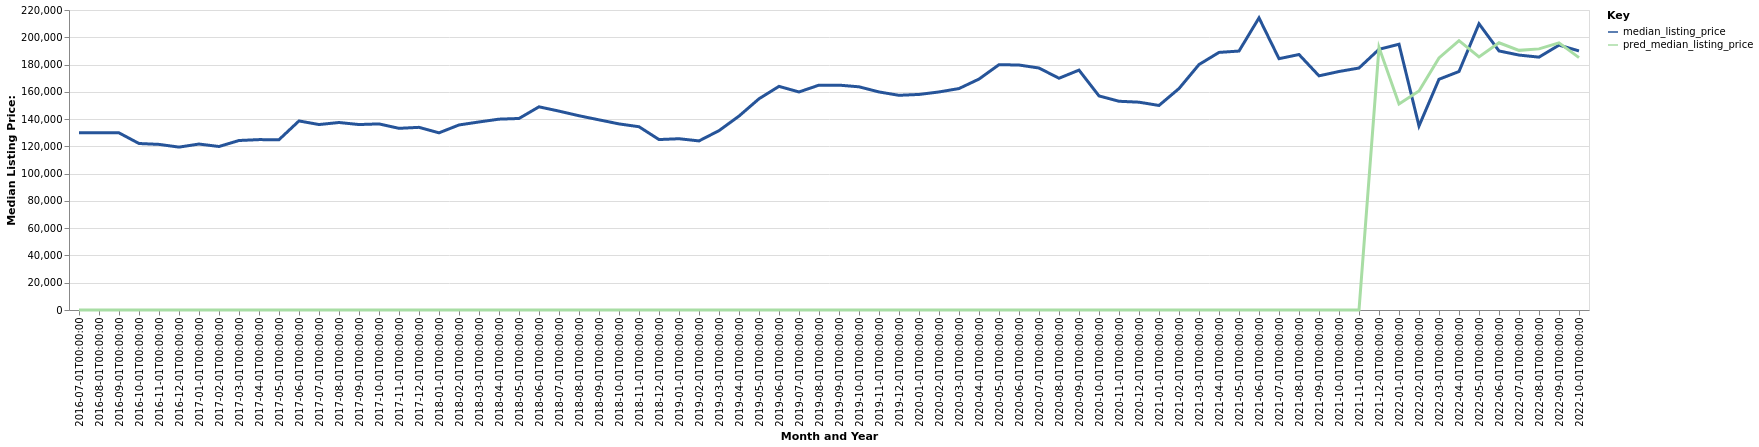 220,000
200,000
180,000
160,000
140,000
120,000
100,000
80,000
60,000
40,000
20,000
0
Median Listing Price:
2016-07-01T00:00:00
2016-08-01T00:00:00
2016-09-01T00:00:00
2016-10-01T00:00:00
2016-11-01T00:00:00
2016-12-01T00:00:00
2017-01-01T00:00:00
2017-02-01T00:00:00
2017-03-01T00:00:00
2017-04-01T00:00:00
2017-05-01T00:00:00
2017-06-01T00:00:00
2017-07-01T00:00:00
2017-08-01T00:00:00
2017-09-01T00:00:00
2017-10-01T00:00:00
2017-11-01T00:00:00
2017-12-01T00:00:00
2018-01-01T00:00:00
2018-02-01T00:00:00
2018-03-01T00:00:00
2018-04-01T00:00:00
2018-05-01T00:00:00
2018-06-01T00:00:00
2018-07-01T00:00:00
2018-08-01T00:00:00
2018-09-01T00:00:00
2018-10-01T00:00:00
2018-11-01T00:00:00
2018-12-01T00:00:00
2019-01-01T00:00:00
2019-02-01T00:00:00
2019-03-01T00:00:00
2019-04-01T00:00:00
2019-05-01T00:00:00
2019-06-01T00:00:00
2019-07-01T00:00:00
2019-08-01T00:00:00
2019-09-01T00:00:00
2019-10-01T00:00:00
2019-11-01T00:00:00
2019-12-01T00:00:00
2020-01-01T00:00:00
2020-02-01T00:00:00
2020-03-01T00:00:00
2020-04-01T00:00:00
2020-05-01T00:00:00
2020-06-01T00:00:00
2020-07-01T00:00:00
2020-08-01T00:00:00
2020-09-01T00:00:00
2020-10-01T00:00:00
2020-11-01T00:00:00
2020-12-01T00:00:00
2021-01-01T00:00:00
2021-02-01T00:00:00
2021-03-01T00:00:00
2021-04-01T00:00:00
2021-05-01T00:00:00
2021-06-01T00:00:00
2021-07-01T00:00:00
2021-08-01T00:00:00
2021-09-01T00:00:00
2021-10-01T00:00:00
2021-11-01T00:00:00
2021-12-01T00:00:00
2022-01-01T00:00:00
2022-02-01T00:00:00
2022-03-01T00:00:00
2022-04-01T00:00:00
2022-05-01T00:00:00
2022-06-01T00:00:00
2022-07-01T00:00:00
2022-08-01T00:00:00
2022-09-01T00:00:00
2022-10-01T00:00:00
Month and Year
Key
median_listing_price
pred_median_listing_price